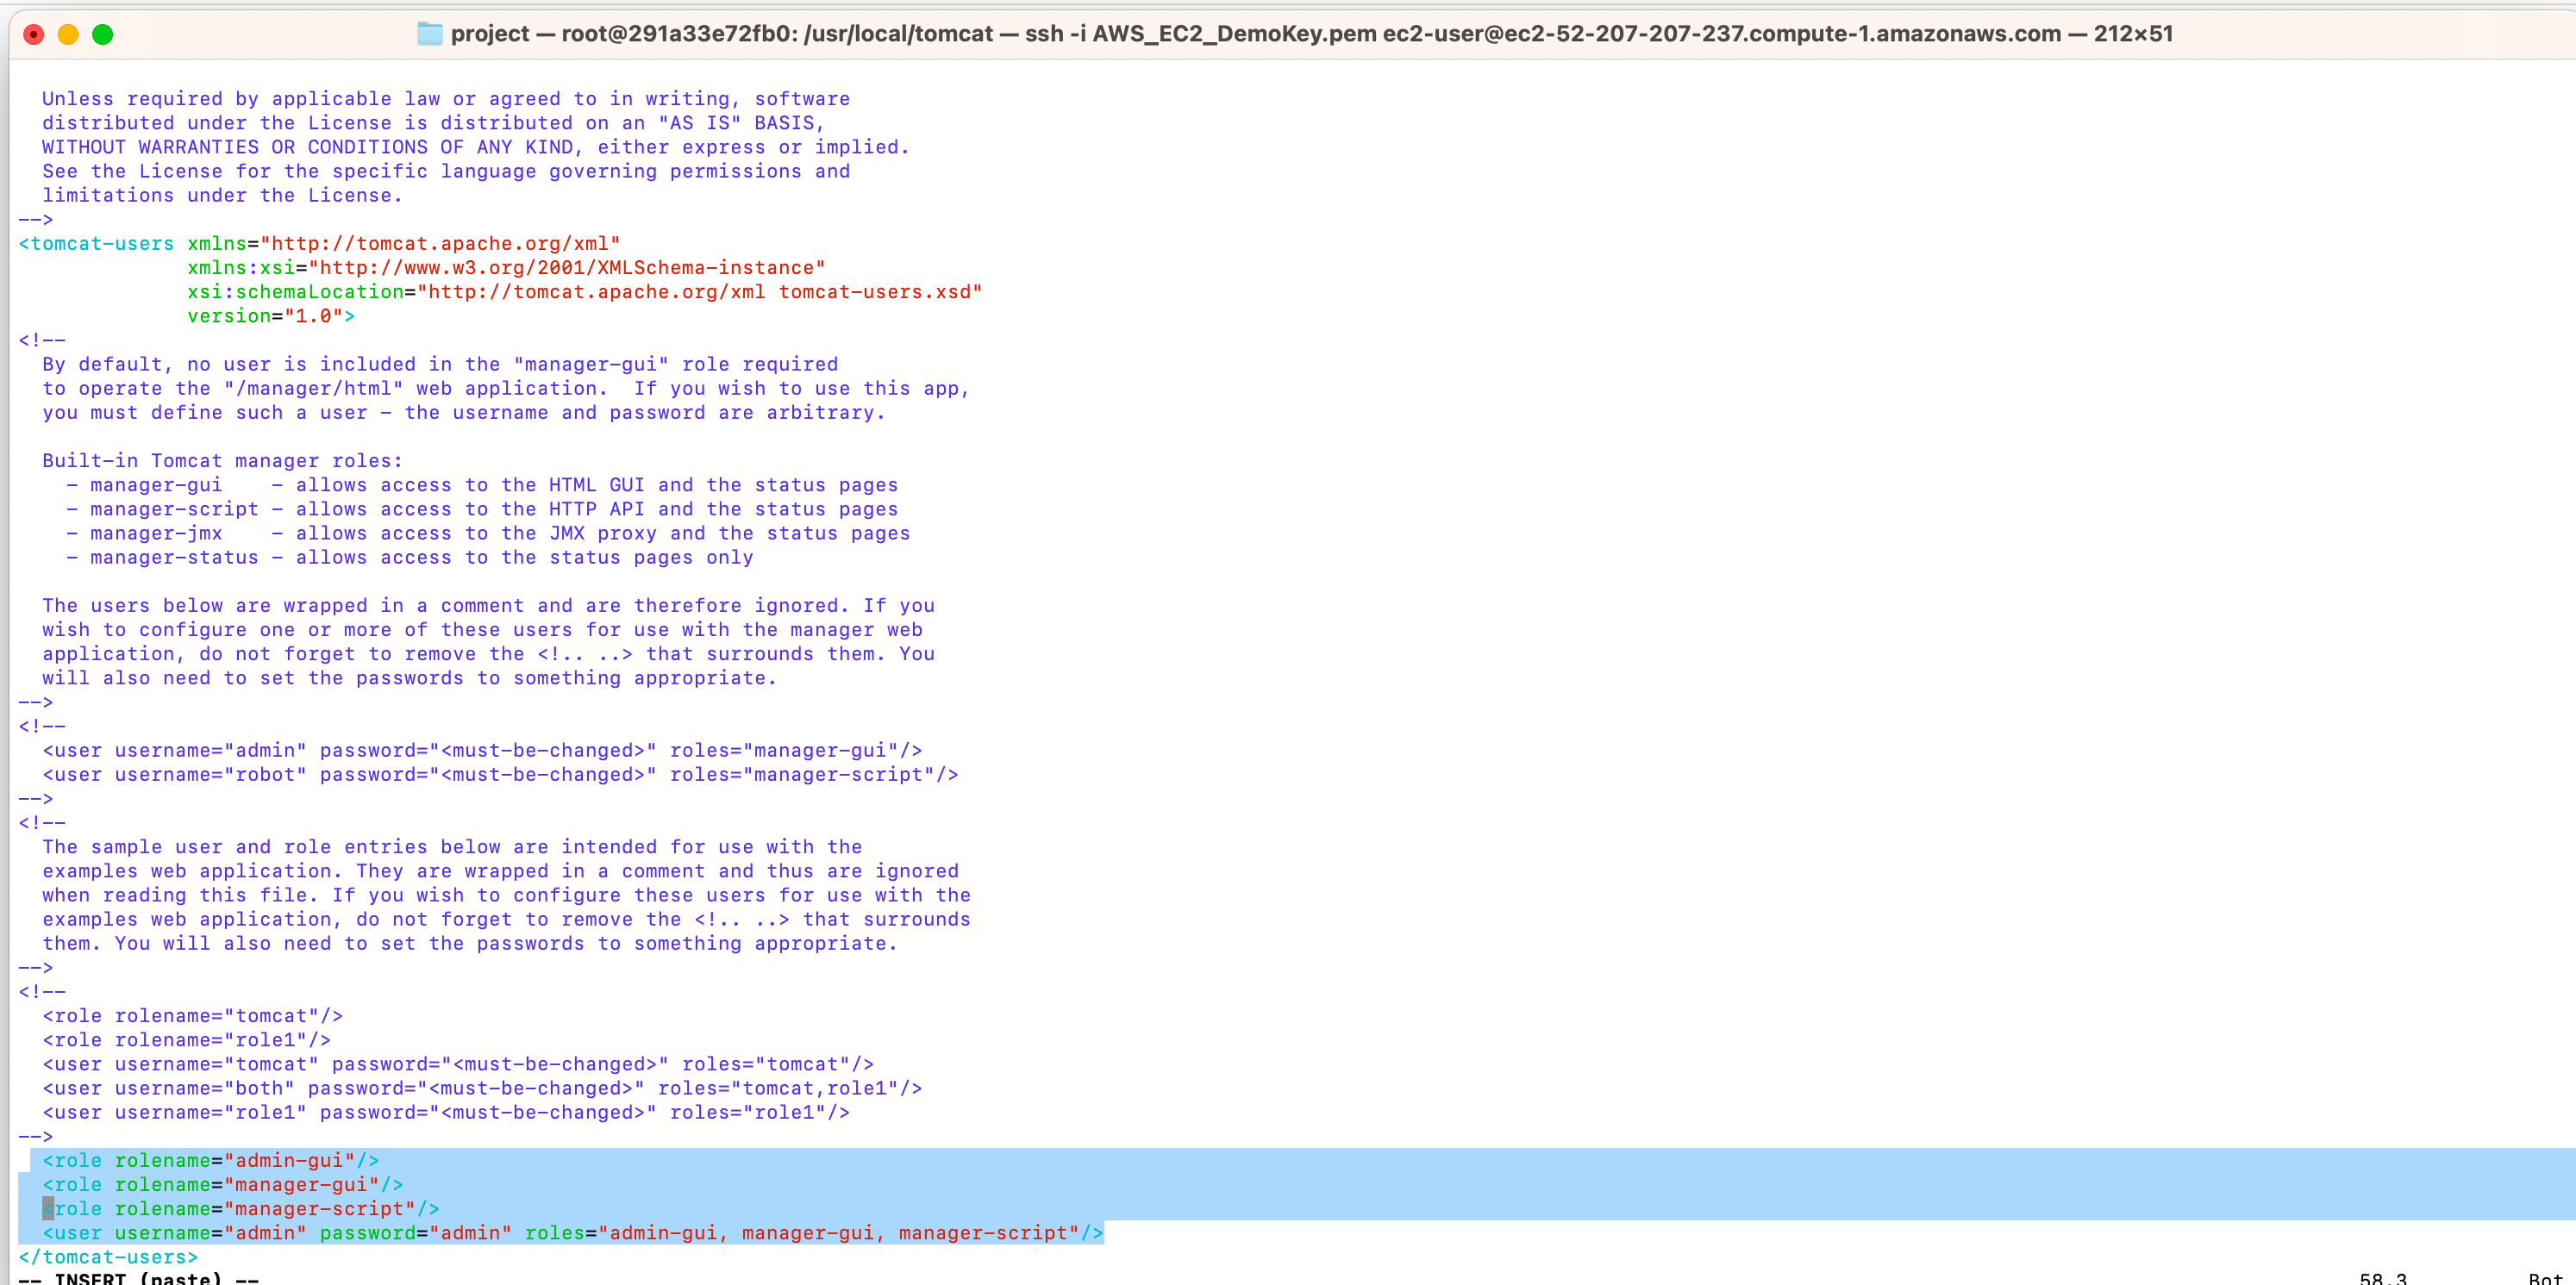 project — root@291a33e72fb0: /usr/local/tomcat — ssh -i AWS_EC2_DemoKey.pem ec2-user@ec2-52-207-207-237.compute-1.amazonaws.com — 212×51
  Unless required by applicable law or agreed to in writing, software
  distributed under the License is distributed on an "AS IS" BASIS,
  WITHOUT WARRANTIES OR CONDITIONS OF ANY KIND, either express or implied.
  See the License for the specific language governing permissions and
  limitations under the License.
-->
<tomcat-users xmlns="http://tomcat.apache.org/xml"
              xmlns:xsi="http://www.w3.org/2001/XMLSchema-instance"
              xsi:schemaLocation="http://tomcat.apache.org/xml tomcat-users.xsd"
              version="1.0">
<!--
  By default, no user is included in the "manager-gui" role required
  to operate the "/manager/html" web application.  If you wish to use this app,
  you must define such a user - the username and password are arbitrary.

  Built-in Tomcat manager roles:
    - manager-gui    - allows access to the HTML GUI and the status pages
    - manager-script - allows access to the HTTP API and the status pages
    - manager-jmx    - allows access to the JMX proxy and the status pages
    - manager-status - allows access to the status pages only

  The users below are wrapped in a comment and are therefore ignored. If you
  wish to configure one or more of these users for use with the manager web
  application, do not forget to remove the <!.. ..> that surrounds them. You
  will also need to set the passwords to something appropriate.
-->
<!--
  <user username="admin" password="<must-be-changed>" roles="manager-gui"/>
  <user username="robot" password="<must-be-changed>" roles="manager-script"/>
-->
<!--
  The sample user and role entries below are intended for use with the
  examples web application. They are wrapped in a comment and thus are ignored
  when reading this file. If you wish to configure these users for use with the
  examples web application, do not forget to remove the <!.. ..> that surrounds
  them. You will also need to set the passwords to something appropriate.
-->
<!--
  <role rolename="tomcat"/>
  <role rolename="role1"/>
  <user username="tomcat" password="<must-be-changed>" roles="tomcat"/>
  <user username="both" password="<must-be-changed>" roles="tomcat,role1"/>
  <user username="role1" password="<must-be-changed>" roles="role1"/>
-->
  <role rolename="admin-gui"/>
  <role rolename="manager-gui"/>
  <role rolename="manager-script"/>
  <user username="admin" password="admin" roles="admin-gui, manager-gui, manager-script"/>
</tomcat-users>
-- INSERT (paste) -- 58,3 Bot